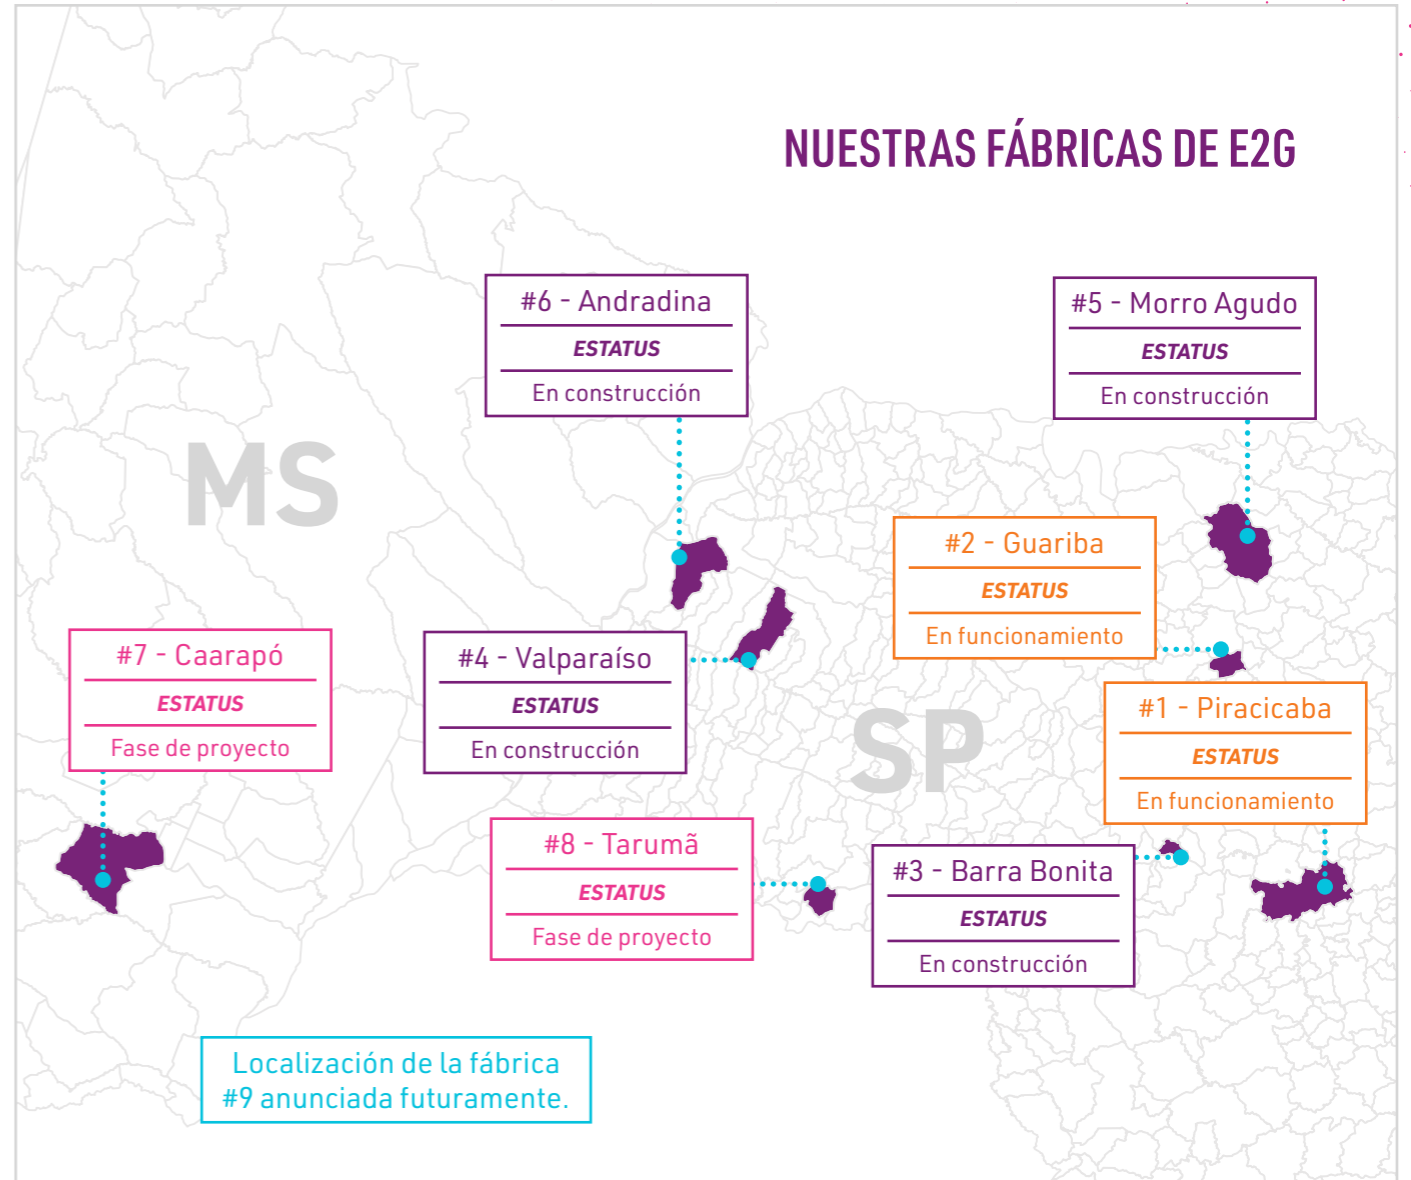 NUESTRAS FÁBRICAS DE E2G
#6 - Andradina
ESTATUS
En construcción
#5 - Morro Agudo
ESTATUS
En construcción
MS
#2 - Guariba
ESTATUS
En funcionamiento
#7 - Caarapó
ESTATUS
Fase de proyecto
#4 - Valparaíso
ESTATUS
En construcción
SP
#1 - Piracicaba
ESTATUS
En funcionamiento
#8 - Tarumã
ESTATUS
Fase de proyecto
#3 - Barra Bonita
ESTATUS
En construcción
Localización de la fábrica
#9 anunciada futuramente.